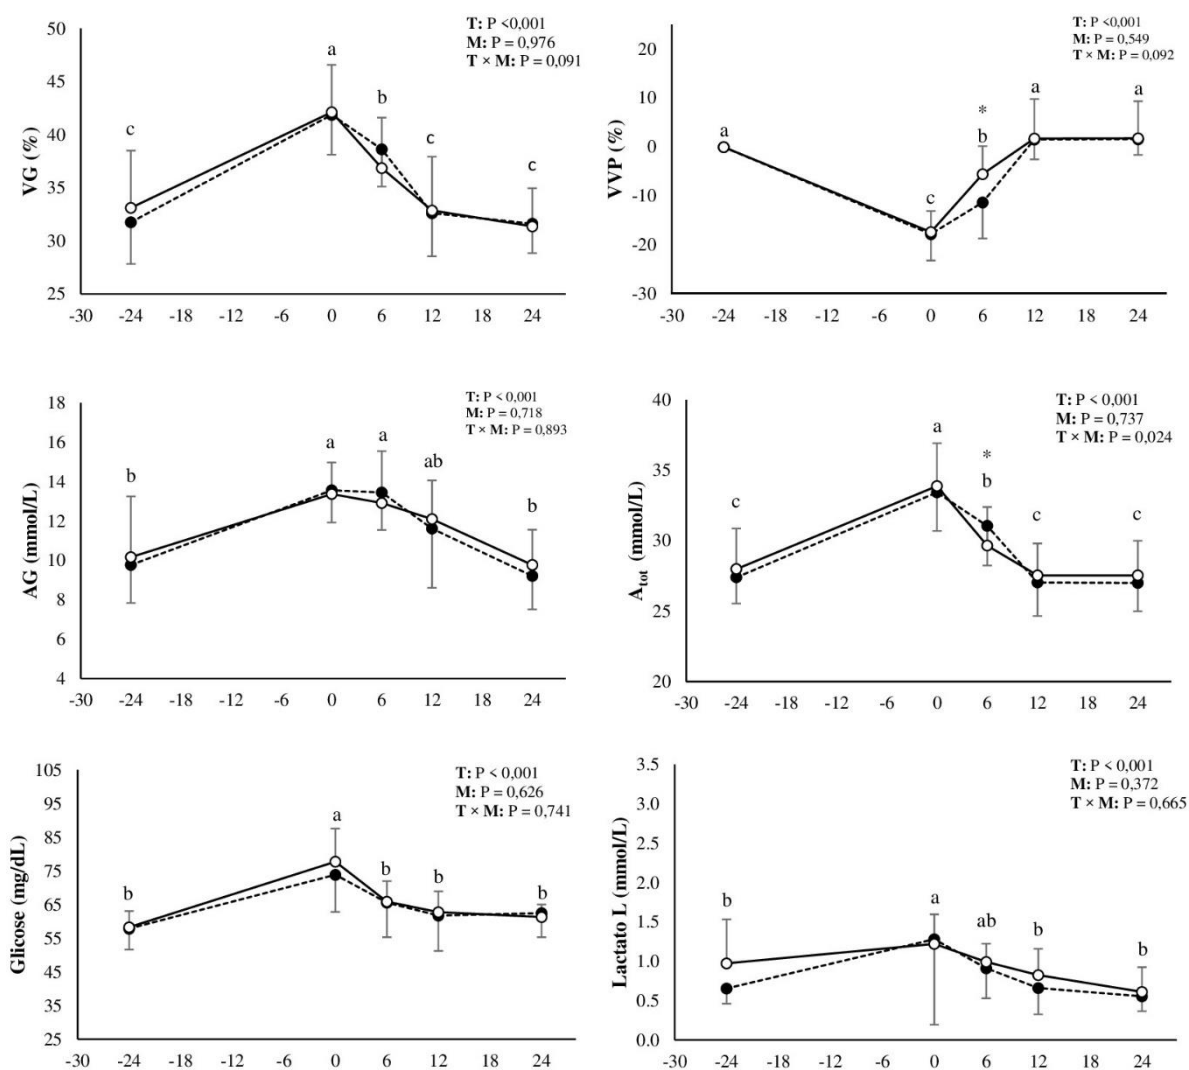 T: P <0,001
M: P = 0,976
T × M: P = 0,091
VG (%)
50
45
40
35
30
25
c
a
b
c
c
-30 -24 -18 -12 -6 0 6 12 18 24
T: P <0,001
M: P = 0,549
T × M: P = 0,092
VVP (%)
20
10
0
-10
-20
-30
a
c
*
b
a
a
-30 -24 -18 -12 -6 0 6 12 18 24
T: P < 0,001
M: P = 0,718
T × M: P = 0,893
AG (mmol/L)
18
16
14
12
10
8
6
4
b
a
a
ab
b
-30 -24 -18 -12 -6 0 6 12 18 24
T: P < 0,001
M: P = 0,737
T × M: P = 0,024
Atot (mmol/L)
40
35
30
25
20
c
a
*
b
c
c
-30 -24 -18 -12 -6 0 6 12 18 24
T: P < 0,001
M: P = 0,626
T × M: P = 0,741
Glicose (mg/dL)
105
95
85
75
65
55
45
35
25
b
a
b
b
b
-30 -24 -18 -12 -6 0 6 12 18 24
T: P < 0,001
M: P = 0,372
T × M: P = 0,665
Lactato L (mmol/L)
3.5
3.0
2.5
2.0
1.5
1.0
0.5
0.0
b
a
ab
b
b
-30 -24 -18 -12 -6 0 6 12 18 24